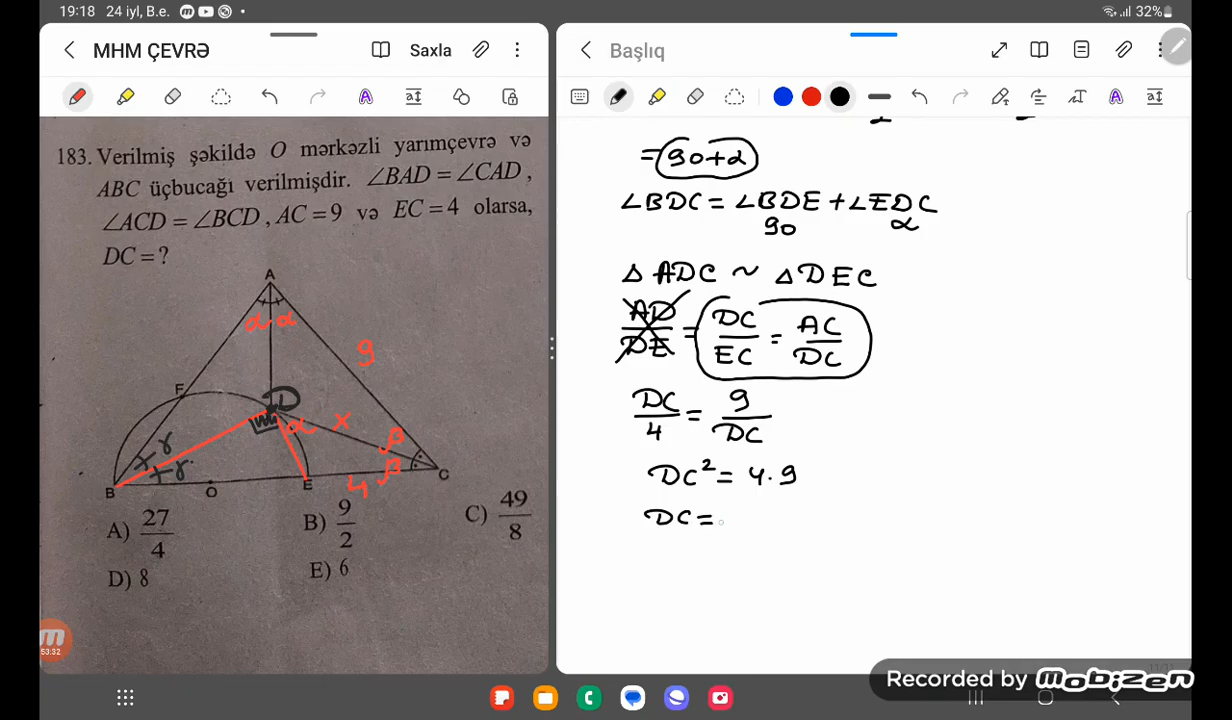 19:18 24 iyl, B.e. 32%
MHM ÇEVRƏ Saxla
Başlıq
183. Verilmiş şəkildə O mərkəzli yarımçevrə və
ABC üçbucağı verilmişdir. ∠BAD = ∠CAD,
∠ACD = ∠BCD, AC = 9 və EC = 4 olarsa,
DC = ?
A
α α
9
F
D
α x β
γ
γ
β
B O E 4 C
A) 27/4
B) 9/2
C) 49/8
D) 8
E) 6
= 90+α
∠BDC = ∠BDE + ∠EDC
90 α
△ ADC ~ △ DEC
AD/DE = DC/EC = AC/DC
DC/4 = 9/DC
DC² = 4·9
DC =
53:32
Recorded by mobizen